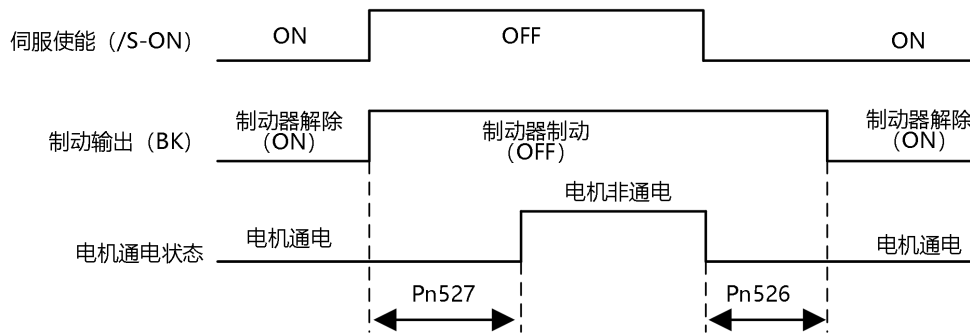 伺服使能（/S-ON） ON OFF ON
制动输出（BK） 制动器解除
（ON） 制动器制动
（OFF） 制动器解除
（ON）
电机非通电
电机通电状态 电机通电 电机通电
Pn527 Pn526